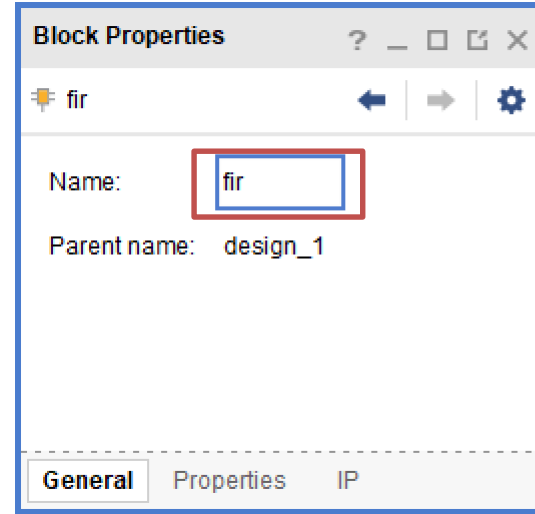 Block Properties ?
fir
Name: fir
Parent name: design_1
General Properties IP